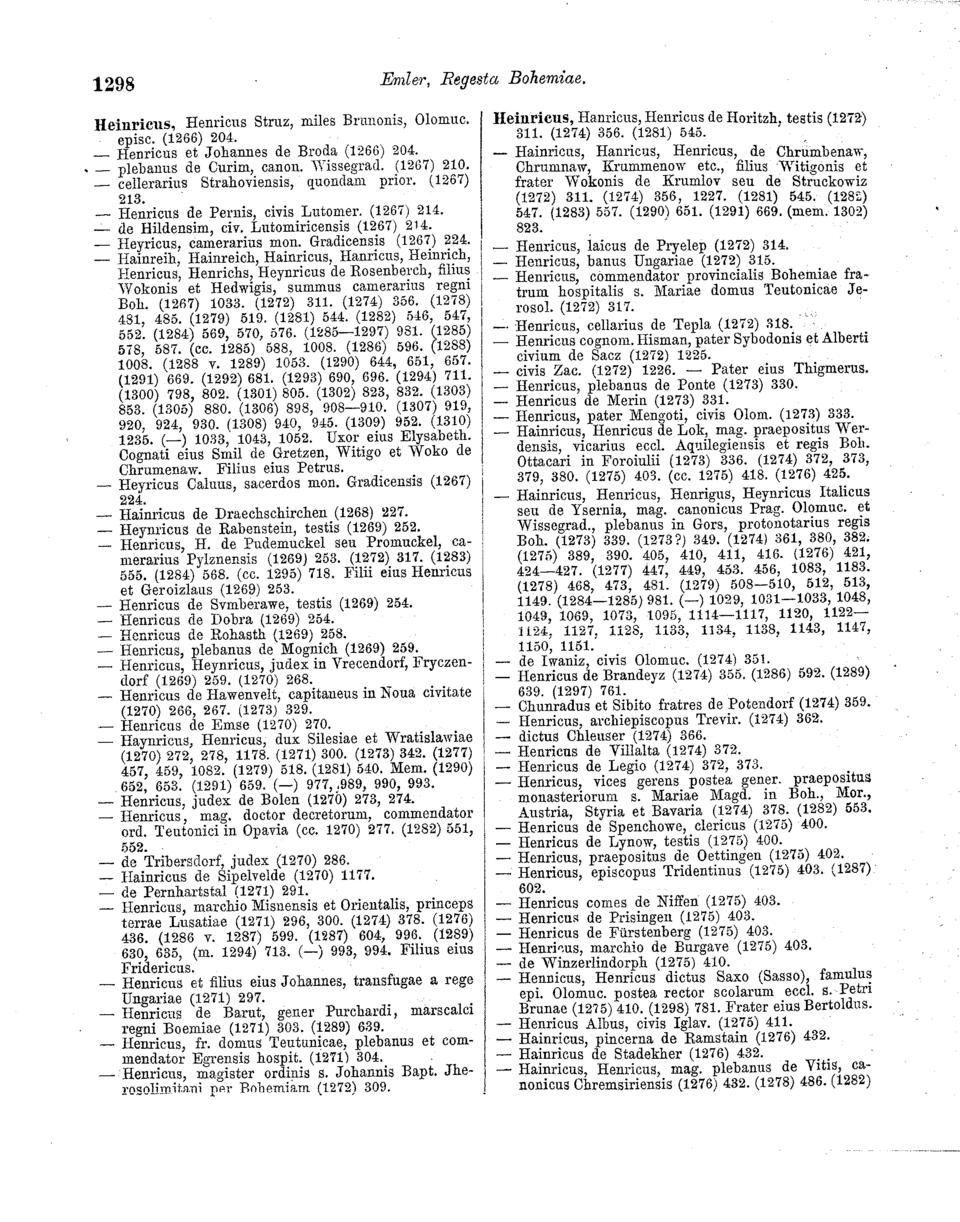 1298
Emler, Regesta Bohemiae.
Heinricus, Henricus Struz, miles Brunonis, Olomuc.
episc. (1266) 204.
— Henricus et Johannes de Broda (1266) 204.
— plebanus de Curim, canon. Wissegrad. (1267) 210.
— cellerarius Strahoviensis, quondam prior. (1267)
213.
— Henricus de Pernis, civis Lutomer. (1267) 214.
— de Hildensim, civ. Lutomiricensis (1267) 214.
— Heyricus, camerarius mon. Gradicensis (1267) 224.
— Hainreih, Hainreich, Hainricus, Hanricus, Heinrich,
Henricus, Henrichs, Heynricus de Rosenberch, filius
Wokonis et Hedwigis, summus camerarius regni
Boh. (1267) 1033. (1272) 311. (1274) 356. (1278)
481, 485. (1279) 519. (1281) 544. (1282) 546, 547,
552. (1284) 569, 570, 576. (1285—1297) 981. (1285)
578, 587. (cc. 1285) 588, 1008. (1286) 596. (1288)
1008. (1288 v. 1289) 1053. (1290) 644, 651, 657.
(1291) 669. (1292) 681. (1293) 690, 696. (1294) 711.
(1300) 798, 802. (1301) 805. (1302) 823, 832. (1303)
853. (1305) 880. (1306) 898, 908—910. (1307) 919,
920, 924, 930. (1308) 940, 945. (1309) 952. (1310)
1235. (—) 1033, 1043, 1052. Uxor eius Elysabeth.
Cognati eius Smil de Gretzen, Witigo et Woko de
Chrumenaw. Filius eius Petrus.
— Heyricus Caluus, sacerdos mon. Gradicensis (1267)
224.
— Hainricus de Draechschirchen (1268) 227.
— Heynricus de Rabenstein, testis (1269) 252.
— Henricus, H. de Pudemuckel seu Promuckel, ca-
merarius Pylznensis (1269) 253. (1272) 317. (1283)
555. (1284) 568. (cc. 1295) 718. Filii eius Henricus
et Geroizlaus (1269) 253.
— Henricus de Svmberawe, testis (1269) 254.
— Henricus de Dobra (1269) 254.
— Henricus de Rohasth (1269) 258.
— Henricus, plebanus de Mognich (1269) 259.
— Henricus, Heynricus, judex in Vrecendorf, Fryczen-
dorf (1269) 259. (1270) 268.
— Henricus de Hawenvelt, capitaneus in Noua civitate
(1270) 266, 267. (1273) 329.
— Henricus de Emse (1270) 270.
— Haynricus, Henricus, dux Silesiae et Wratislawiae
(1270) 272, 278, 1178. (1271) 300. (1273) 342. (1277)
457, 459, 1082. (1279) 518. (1281) 540. Mem. (1290)
652, 653. (1291) 659. (—) 977, 989, 990, 993.
— Henricus, judex de Bolen (1270) 273, 274.
— Henricus, mag. doctor decretorum, commendator
ord. Teutonici in Opavia (cc. 1270) 277. (1282) 551,
552.
— de Tribersdorf, judex (1270) 286.
— Hainricus de Sipelvelde (1270) 1177.
— de Pernhartstal (1271) 291.
— Henricus, marchio Misnensis et Orientalis, princeps
terrae Lusatiae (1271) 296, 300. (1274) 378. (1276)
436. (1286 v. 1287) 599. (1287) 604, 996. (1289)
630, 635, (m. 1294) 713. (—) 993, 994. Filius eius
Fridericus.
— Henricus et filius eius Johannes, transfugae a rege
Ungariae (1271) 297.
— Henricus de Barut, gener Purchardi, marscalci
regni Boemiae (1271) 303. (1289) 639.
— Henricus, fr. domus Teutunicae, plebanus et com-
mendator Egrensis hospit. (1271) 304.
— Henricus, magister ordinis s. Johannis Bapt. Jhe-
rosolimitani per Bohemiam (1272) 309.
Heinricus, Hanricus, Henricus de Horitzh, testis (1272)
311. (1274) 356. (1281) 545.
— Hainricus, Hanricus, Henricus, de Chrumbenaw,
Chrumnaw, Krummenow etc., filius Witigonis et
frater Wokonis de Krumlov seu de Struckowiz
(1272) 311. (1274) 356, 1227. (1281) 545. (1282)
547. (1283) 557. (1290) 651. (1291) 669. (mem. 1302)
823.
— Henricus, laicus de Pryelep (1272) 314.
— Henricus, banus Ungariae (1272) 315.
— Henricus, commendator provincialis Bohemiae fra-
trum hospitalis s. Mariae domus Teutonicae Je-
rosol. (1272) 317.
— Henricus, cellarius de Tepla (1272) 318.
— Henricus cognom. Hisman, pater Sybodonis et Alberti
civium de Sacz (1272) 1225.
— civis Zac. (1272) 1226. — Pater eius Thigmerus.
— Henricus, plebanus de Ponte (1273) 330.
— Henricus de Merin (1273) 331.
— Henricus, pater Mengoti, civis Olom. (1273) 333.
— Hainricus, Henricus de Lok, mag. praepositus Wer-
densis, vicarius eccl. Aquilegiensis et regis Boh.
Ottacari in Foroiulii (1273) 336. (1274) 372, 373,
379, 380. (1275) 403. (cc. 1275) 418. (1276) 425.
— Hainricus, Henricus, Henrigus, Heynricus Italicus
seu de Ysernia, mag. canonicus Prag. Olomuc. et
Wissegrad., plebanus in Gors, protonotarius regis
Boh. (1273) 339. (1273?) 349. (1274) 361, 380, 382.
(1275) 389, 390. 405, 410, 411, 416. (1276) 421,
424—427. (1277) 447, 449, 453. 456, 1083, 1183.
(1278) 468, 473, 481. (1279) 508—510, 512, 513,
1149. (1284—1285) 981. (—) 1029, 1031—1033, 1048,
1049, 1069, 1073, 1095, 1114—1117, 1120, 1122—
1124, 1127, 1128, 1133, 1134, 1138, 1143, 1147,
1150, 1151.
— de Iwaniz, civis Olomuc. (1274) 351.
— Henricus de Brandeyz (1274) 355. (1286) 592. (1289)
639. (1297) 761.
— Chunradus et Sibito fratres de Potendorf (1274) 359.
— Henricus, archiepiscopus Trevir. (1274) 362.
— dictus Chleuser (1274) 366.
— Henricus de Villalta (1274) 372.
— Henricus de Legio (1274) 372, 373.
— Henricus, vices gerens postea gener. praepositus
monasteriorum s. Mariae Magd. in Boh., Mor.,
Austria, Styria et Bavaria (1274) 378. (1282) 553.
— Henricus de Spenchowe, clericus (1275) 400.
— Henricus de Lynow, testis (1275) 400.
— Henricus, praepositus de Oettingen (1275) 402.
— Henricus, episcopus Tridentinus (1275) 403. (1287)
602.
— Henricus comes de Niffen (1275) 403.
— Henricus de Prisingen (1275) 403.
— Henricus de Fürstenberg (1275) 403.
— Henricus, marchio de Burgave (1275) 403.
— de Winzerlindorph (1275) 410.
— Hennicus, Henricus dictus Saxo (Sasso), famulus
epi. Olomuc. postea rector scolarum eccl. s. Petri
Brunae (1275) 410. (1298) 781. Frater eius Bertoldus.
— Henricus Albus, civis Iglav. (1275) 411.
— Hainricus, pincerna de Ramstain (1276) 432.
— Hainricus de Stadekher (1276) 432.
— Hainricus, Henricus, mag. plebanus de Vitis, ca-
nonicus Chremsiriensis (1276) 432. (1278) 486. (1282)